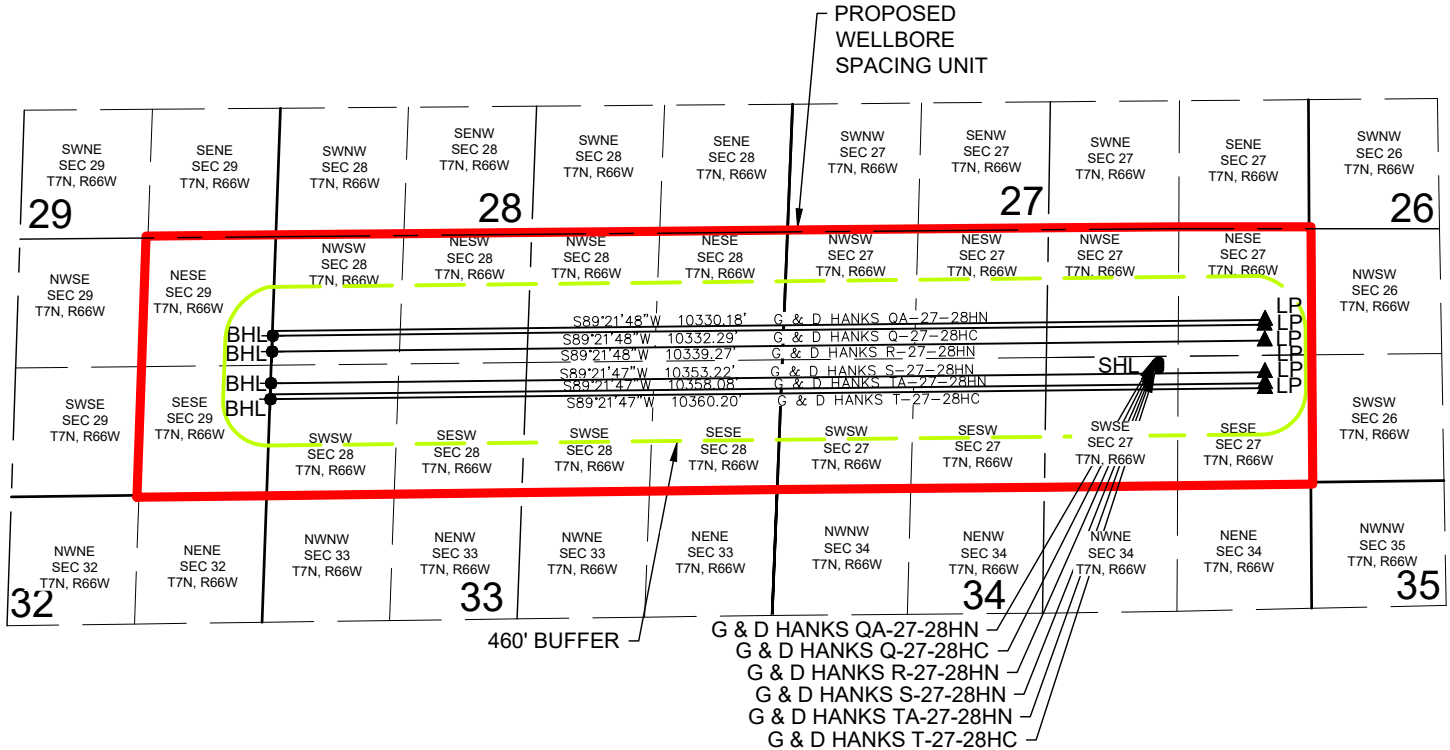 PROPOSED
WELLBORE
SPACING UNIT
SWNE
SEC 29
T7N, R66W
SENE
SEC 29
T7N, R66W
SWNW
SEC 28
T7N, R66W
SENW
SEC 28
T7N, R66W
SWNE
SEC 28
T7N, R66W
SENE
SEC 28
T7N, R66W
SWNW
SEC 27
T7N, R66W
SENW
SEC 27
T7N, R66W
SWNE
SEC 27
T7N, R66W
SENE
SEC 27
T7N, R66W
SWNW
SEC 26
T7N, R66W
29
28
27
26
NWSE
SEC 29
T7N, R66W
NESE
SEC 29
T7N, R66W
NWSW
SEC 28
T7N, R66W
NESW
SEC 28
T7N, R66W
NWSE
SEC 28
T7N, R66W
NESE
SEC 28
T7N, R66W
NWSW
SEC 27
T7N, R66W
NESW
SEC 27
T7N, R66W
NWSE
SEC 27
T7N, R66W
NESE
SEC 27
T7N, R66W
NWSW
SEC 26
T7N, R66W
BHL
BHL
BHL
BHL
S89°21'48"W 10330.18' G & D HANKS QA-27-28HN
S89°21'48"W 10332.29' G & D HANKS Q-27-28HC
S89°21'48"W 10339.27' G & D HANKS R-27-28HN
S89°21'47"W 10353.22' G & D HANKS S-27-28HN
S89°21'47"W 10358.08' G & D HANKS TA-27-28HN
S89°21'47"W 10360.20' G & D HANKS T-27-28HC
SHL
LP
LP
LP
LP
LP
LP
SWSE
SEC 29
T7N, R66W
SESE
SEC 29
T7N, R66W
SWSW
SEC 28
T7N, R66W
SESW
SEC 28
T7N, R66W
SWSE
SEC 28
T7N, R66W
SESE
SEC 28
T7N, R66W
SWSW
SEC 27
T7N, R66W
SESW
SEC 27
T7N, R66W
SWSE
SEC 27
T7N, R66W
SESE
SEC 27
T7N, R66W
SWSW
SEC 26
T7N, R66W
NWNE
SEC 32
T7N, R66W
NENE
SEC 32
T7N, R66W
NWNW
SEC 33
T7N, R66W
NENW
SEC 33
T7N, R66W
NWNE
SEC 33
T7N, R66W
NENE
SEC 33
T7N, R66W
NWNW
SEC 34
T7N, R66W
NENW
SEC 34
T7N, R66W
NWNE
SEC 34
T7N, R66W
NENE
SEC 34
T7N, R66W
NWNW
SEC 35
T7N, R66W
32
33
34
35
460' BUFFER
G & D HANKS QA-27-28HN
G & D HANKS Q-27-28HC
G & D HANKS R-27-28HN
G & D HANKS S-27-28HN
G & D HANKS TA-27-28HN
G & D HANKS T-27-28HC